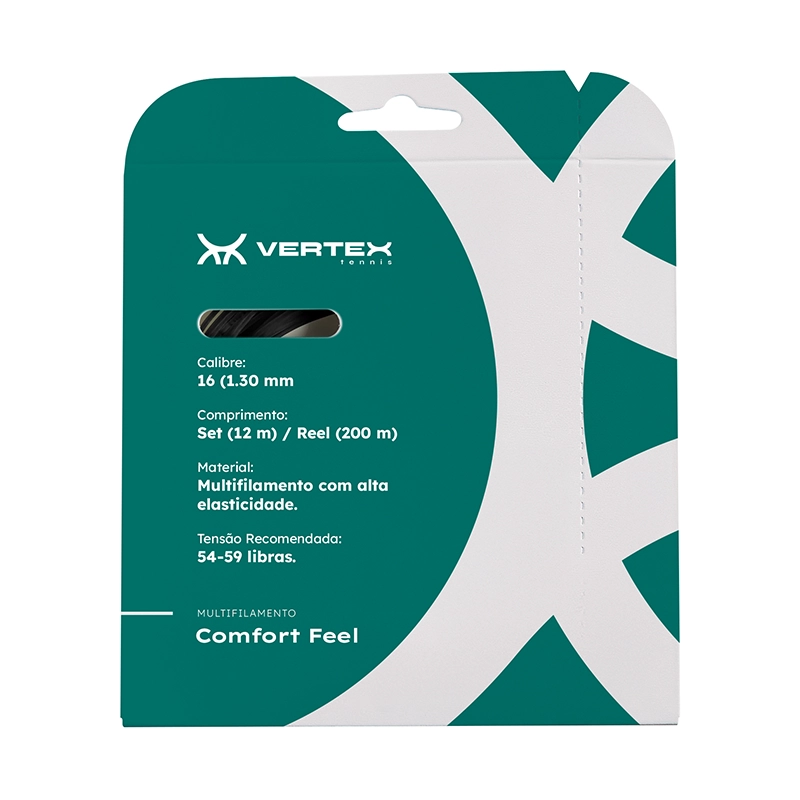 VERTEX
tennis
Calibre:
16 (1.30 mm
Comprimento:
Set (12 m) / Reel (200 m)
Material:
Multifilamento com alta
elasticidade.
Tensão Recomendada:
54-59 libras.
MULTIFILAMENTO
Comfort Feel